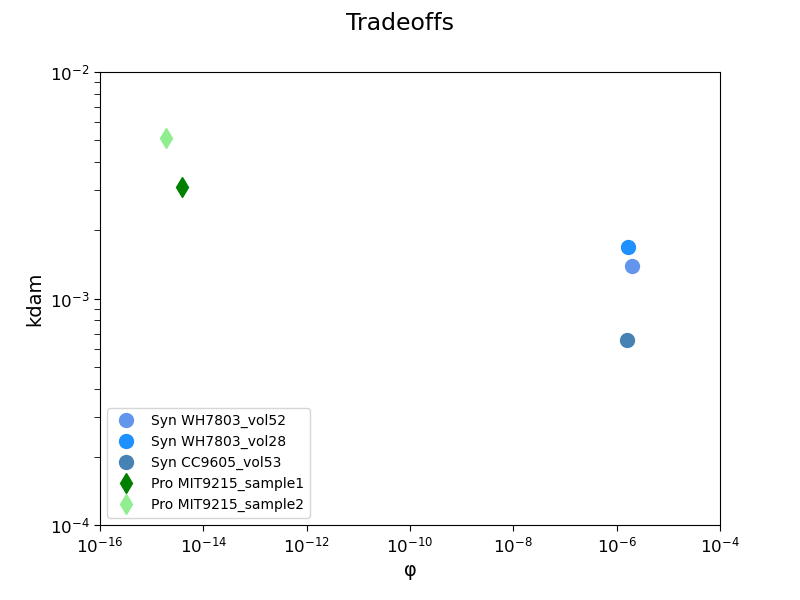 Tradeoffs
kdam
10⁻²
10⁻³
10⁻⁴
Syn WH7803_vol52
Syn WH7803_vol28
Syn CC9605_vol53
Pro MIT9215_sample1
Pro MIT9215_sample2
10⁻¹⁶ 10⁻¹⁴ 10⁻¹² 10⁻¹⁰ 10⁻⁸ 10⁻⁶ 10⁻⁴
φ